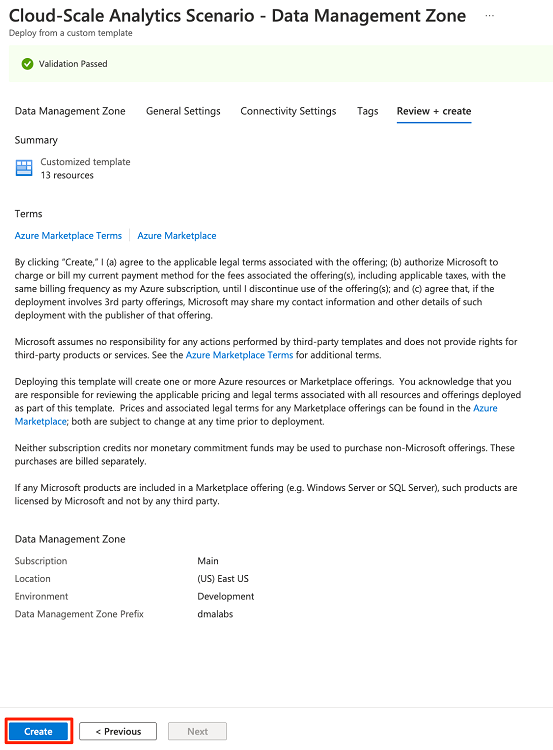 Cloud-Scale Analytics Scenario - Data Management Zone ...
Deploy from a custom template
Validation Passed
Data Management Zone General Settings Connectivity Settings Tags Review + create
Summary
Customized template
13 resources
Terms
Azure Marketplace Terms Azure Marketplace
By clicking “Create,” I (a) agree to the applicable legal terms associated with the offering; (b) authorize Microsoft to
charge or bill my current payment method for the fees associated the offering(s), including applicable taxes, with the
same billing frequency as my Azure subscription, until I discontinue use of the offering(s); and (c) agree that, if the
deployment involves 3rd party offerings, Microsoft may share my contact information and other details of such
deployment with the publisher of that offering.
Microsoft assumes no responsibility for any actions performed by third-party templates and does not provide rights for
third-party products or services. See the Azure Marketplace Terms for additional terms.
Deploying this template will create one or more Azure resources or Marketplace offerings. You acknowledge that you
are responsible for reviewing the applicable pricing and legal terms associated with all resources and offerings deployed
as part of this template. Prices and associated legal terms for any Marketplace offerings can be found in the Azure
Marketplace; both are subject to change at any time prior to deployment.
Neither subscription credits nor monetary commitment funds may be used to purchase non-Microsoft offerings. These
purchases are billed separately.
If any Microsoft products are included in a Marketplace offering (e.g. Windows Server or SQL Server), such products are
licensed by Microsoft and not by any third party.
Data Management Zone
Subscription Main
Location (US) East US
Environment Development
Data Management Zone Prefix dmalabs
Create < Previous Next